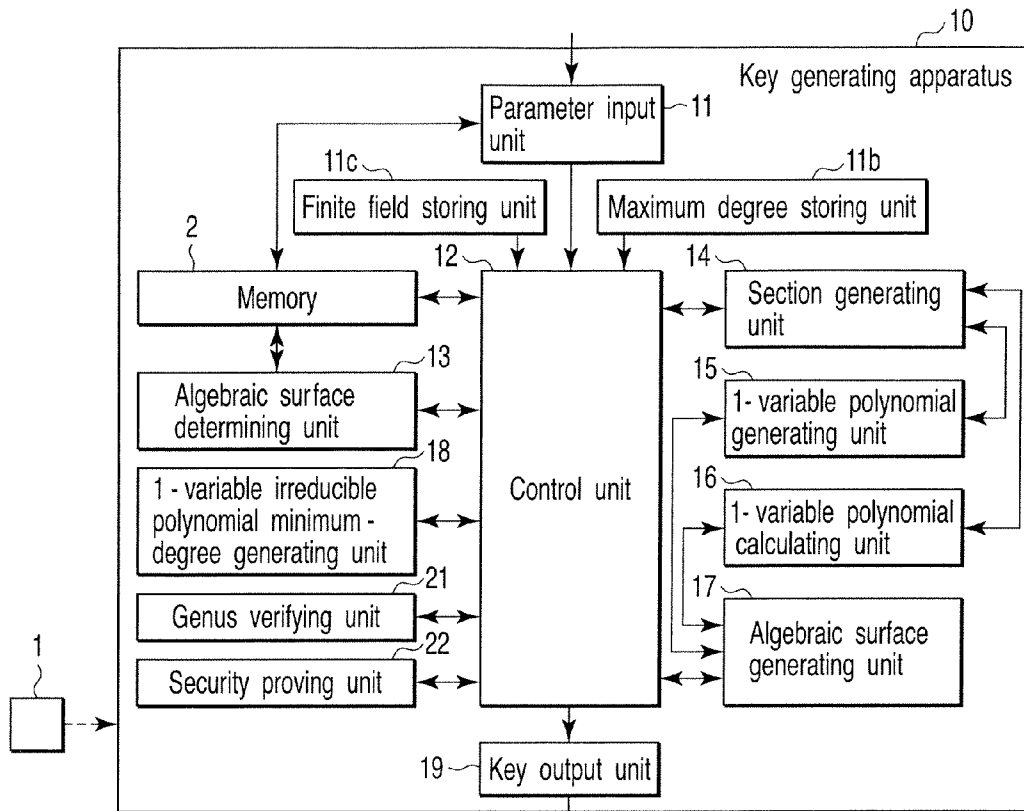 10
Key generating apparatus
Parameter input
unit
11
11c
Finite field storing unit
11b
Maximum degree storing unit
2
Memory
12
Control unit
14
Section generating
unit
13
Algebraic surface
determining unit
15
1- variable polynomial
generating unit
18
1 - variable irreducible
polynomial minimum -
degree generating unit
16
1- variable polynomial
calculating unit
21
Genus verifying unit
17
Algebraic surface
generating unit
22
Security proving unit
1
19
Key output unit